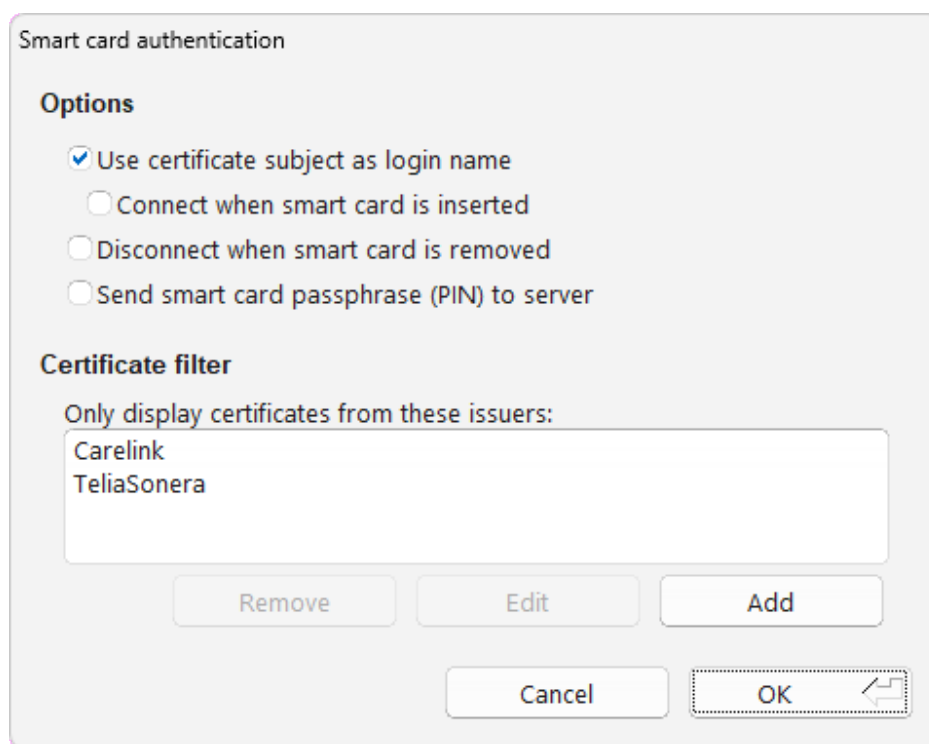 Smart card authentication
Options
Use certificate subject as login name
Connect when smart card is inserted
Disconnect when smart card is removed
Send smart card passphrase (PIN) to server
Certificate filter
Only display certificates from these issuers:
Carelink
TeliaSonera
Remove Edit Add
Cancel OK